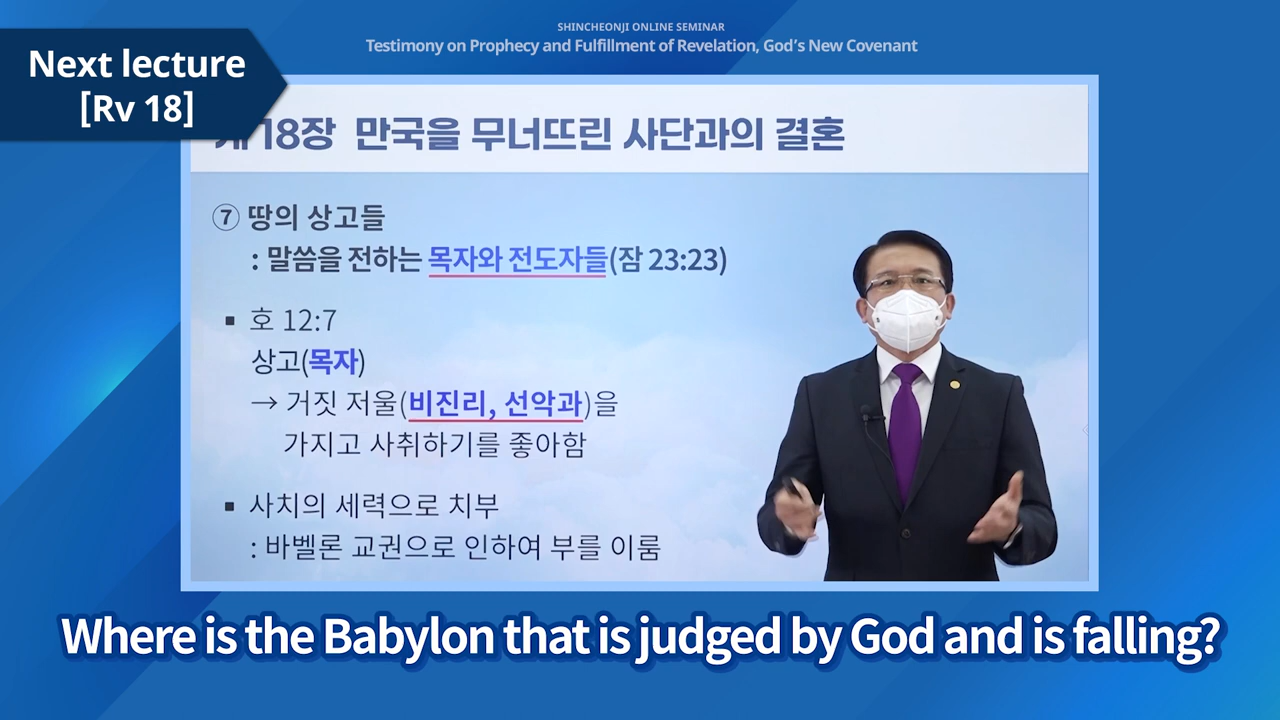 SHINCHEONJI ONLINE SEMINAR
Testimony on Prophecy and Fulfillment of Revelation, God's New Covenant
Next lecture
[Rv 18]
제18장 만국을 무너뜨린 사단과의 결혼
⑦ 땅의 상고들
: 말씀을 전하는 목자와 전도자들(잠 23:23)
▪ 호 12:7
상고(목자)
→ 거짓 저울(비진리, 선악과)을
가지고 사취하기를 좋아함
▪ 사치의 세력으로 치부
: 바벨론 교권으로 인하여 부를 이룸
Where is the Babylon that is judged by God and is falling?